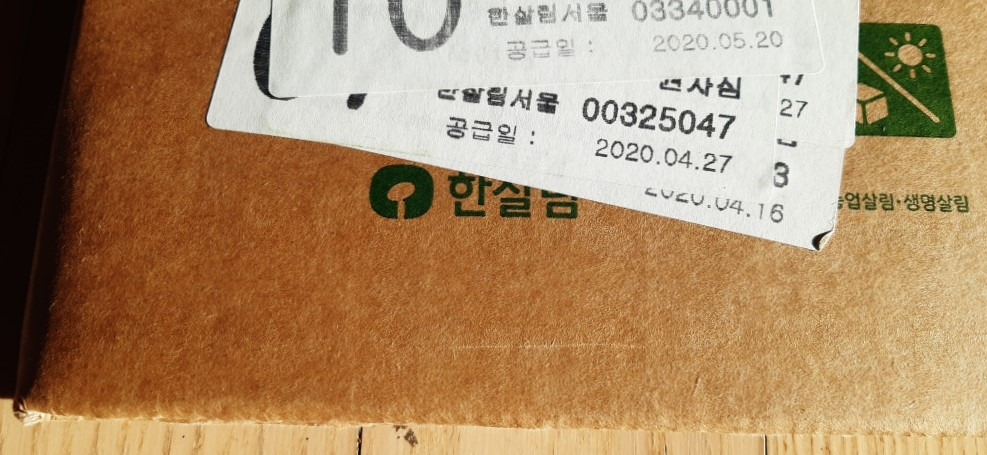 10
한살림서울 03340001
공급일 : 2020.05.20
한살림서울 00325047
27
공급일 : 2020.04.27
3
2020.04.16
한살림
농업살림·생명살림